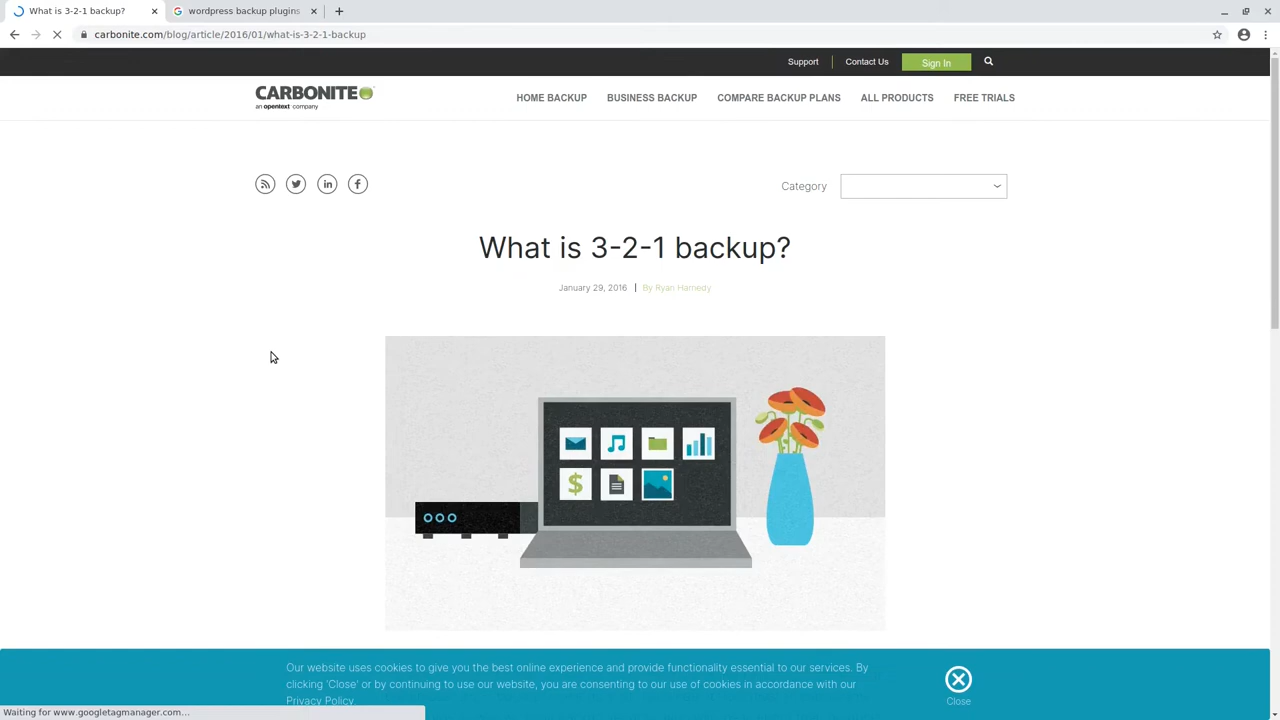 What is 3-2-1 backup?
wordpress backup plugins
carbonite.com/blog/article/2016/01/what-is-3-2-1-backup
Support
Contact Us
Sign In
CARBONITE
an opentext company
HOME BACKUP
BUSINESS BACKUP
COMPARE BACKUP PLANS
ALL PRODUCTS
FREE TRIALS
Category
What is 3-2-1 backup?
January 29, 2016
By Ryan Hamedy
Our website uses cookies to give you the best online experience and provide functionality essential to our services. By
clicking 'Close' or by continuing to use our website, you are consenting to our use of cookies in accordance with our
Privacy Policy.
Close
Waiting for www.googletagmanager.com...